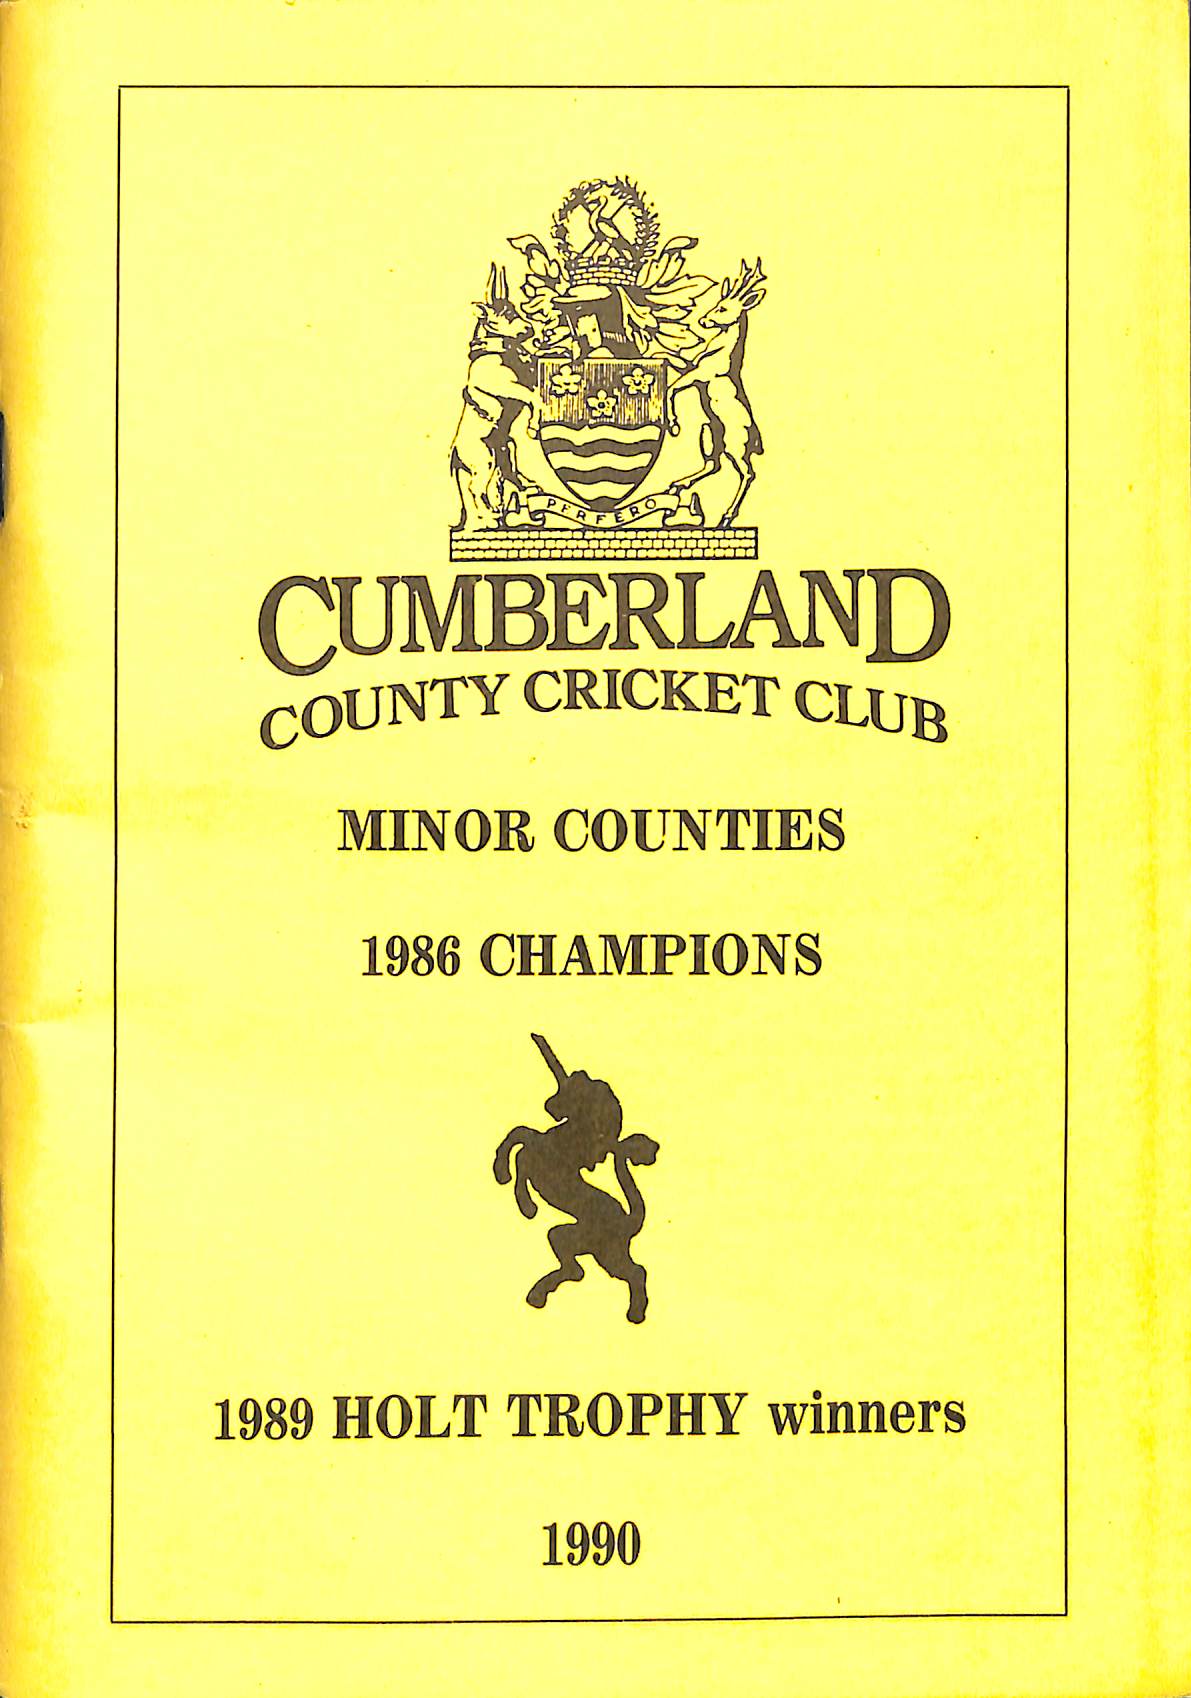 PERFERO
CUMBERLAND
COUNTY CRICKET CLUB
MINOR COUNTIES
1986 CHAMPIONS
1989 HOLT TROPHY winners
1990